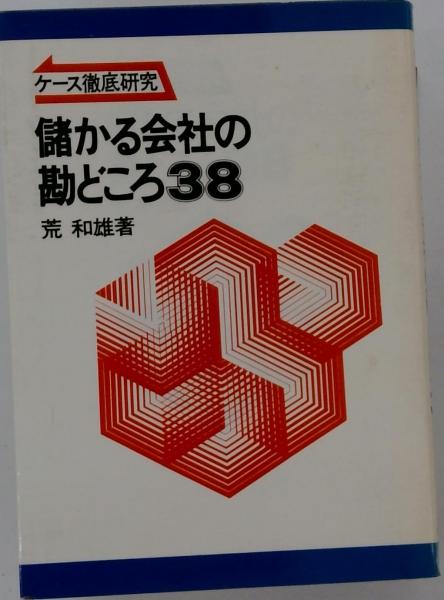 ケース徹底研究
儲かる会社の
勘どころ38
荒 和雄著